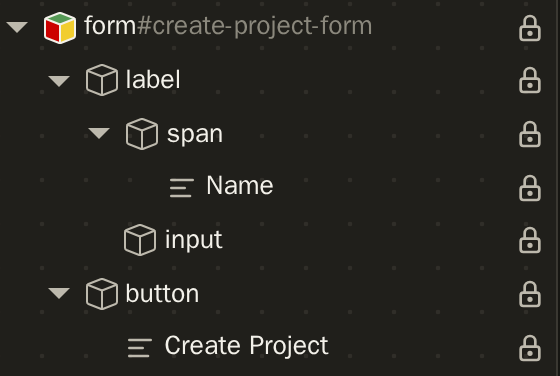 form#create-project-form
label
span
Name
input
button
Create Project